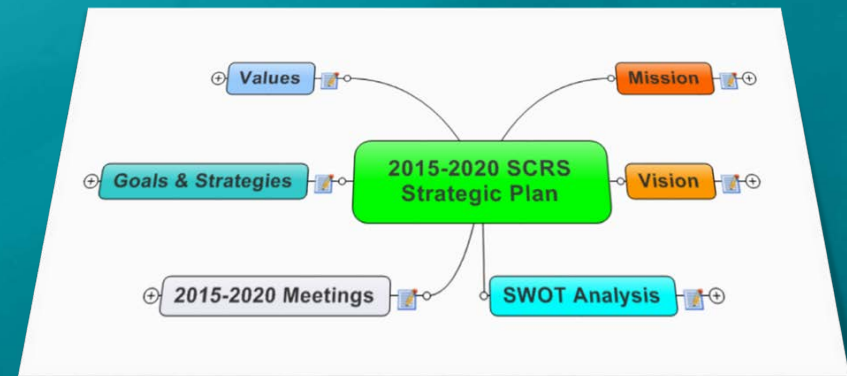 Values
Mission
2015-2020 SCRS
Strategic Plan
Goals & Strategies
Vision
2015-2020 Meetings
SWOT Analysis